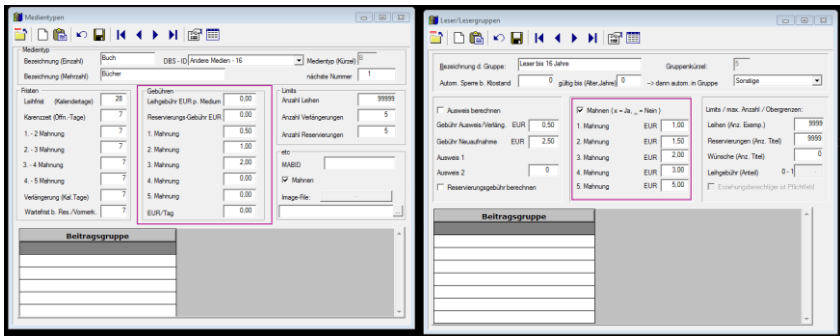 Medientypen
Medientyp
Bezeichnung (Einzahl) Buch DBS - ID Andere Medien - 16 Medientyp (Kürzel) B
Bezeichnung (Mehrzahl) Bücher nächste Nummer 1
Fristen
Leihfrist (Kalendertage) 28
Karenzzeit (Öffn.-Tage) 7
1. - 2 Mahnung 7
2. - 3 Mahnung 7
3. - 4 Mahnung 7
4. - 5 Mahnung 7
Verlängerung (Kal.Tage) 7
Wartefrist b. Res./Vormerk. 7
Gebühren
Leihgebühr EUR p. Medium 0,00
Reservierungs-Gebühr EUR 0,00
1. Mahnung 0,50
2. Mahnung 1,00
3. Mahnung 2,00
4. Mahnung 0,00
5. Mahnung 0,00
EUR/Tag 0,00
Limits
Anzahl Leihen 99999
Anzahl Verlängerungen 5
Anzahl Reservierungen 5
etc
MABID
Mahnen
Image-File:
...
Beitragsgruppe
Leser/Lesergruppen
Bezeichnung d. Gruppe: Leser bis 16 Jahre Gruppenkürzel: 5
Autom. Sperre b. Ktostand 0 gültig bis (Alter,Jahre) 0 --> dann autom. in Gruppe Sonstige
Ausweis berechnen
Gebühr Ausweis/Verläng. EUR 0,50
Gebühr Neuaufnahme EUR 2,50
Ausweis 1
Ausweis 2 0
Reservierungsgebühr berechnen
Mahnen (x = Ja, _ = Nein )
1. Mahnung EUR 1,00
2. Mahnung EUR 1,50
3. Mahnung EUR 2,00
4. Mahnung EUR 3,00
5. Mahnung EUR 5,00
Limits / max. Anzahl / Obergrenzen:
Leihen (Anz. Exemp.) 9999
Reservierungen (Anz. Titel) 9999
Wünsche (Anz. Titel) 0
Leihgebühr (Anteil) 0 - 1
Erziehungsberechtige ist Pflichtfeld
Beitragsgruppe